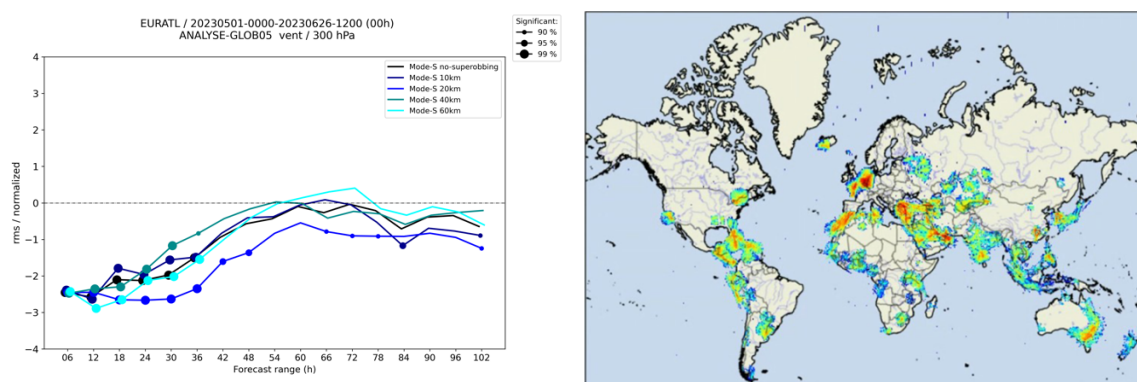 EURATL / 20230501-0000-20230626-1200 (00h)
ANALYSE-GLOB05 vent / 300 hPa
Significant:
90 %
95 %
99 %
Mode-S no-superobbing
Mode-S 10km
Mode-S 20km
Mode-S 40km
Mode-S 60km
rms / normalized
4
3
2
1
0
−1
−2
−3
−4
06 12 18 24 30 36 42 48 54 60 66 72 78 84 90 96 102
Forecast range (h)